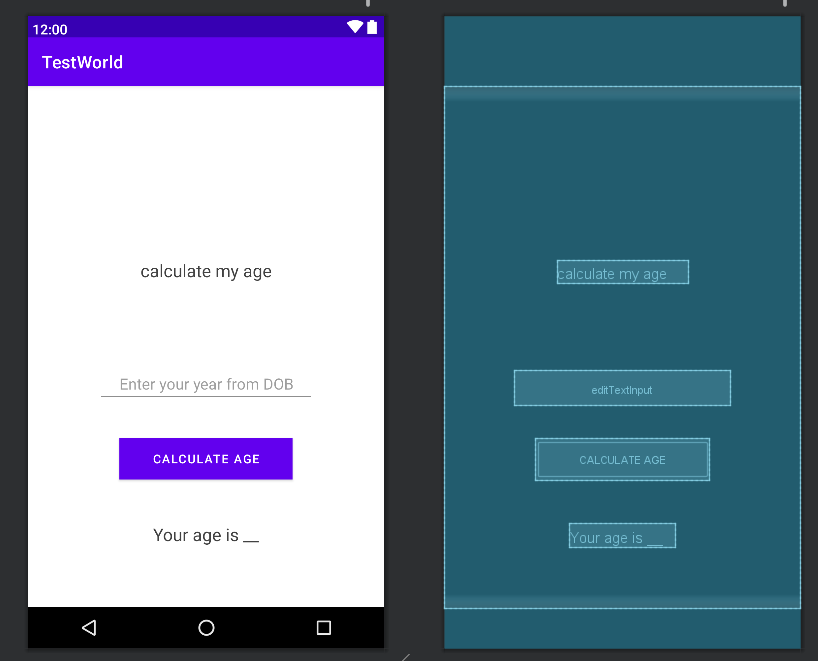 12:00
TestWorld
calculate my age
Enter your year from DOB
CALCULATE AGE
Your age is __
calculate my age
editTextInput
CALCULATE AGE
Your age is __